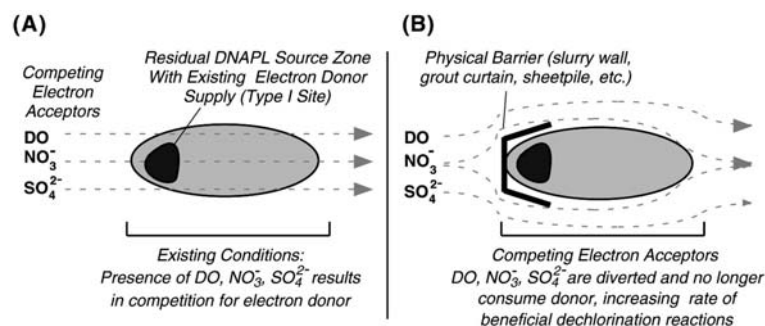 (A)
Residual DNAPL Source Zone
With Existing Electron Donor
Supply (Type I Site)
Competing
Electron
Acceptors
DO
NO₃⁻
SO₄²⁻
Existing Conditions:
Presence of DO, NO₃⁻, SO₄²⁻ results
in competition for electron donor
(B)
Physical Barrier (slurry wall,
grout curtain, sheetpile, etc.)
DO
NO₃⁻
SO₄²⁻
Competing Electron Acceptors
DO, NO₃⁻, SO₄²⁻ are diverted and no longer
consume donor, increasing rate of
beneficial dechlorination reactions